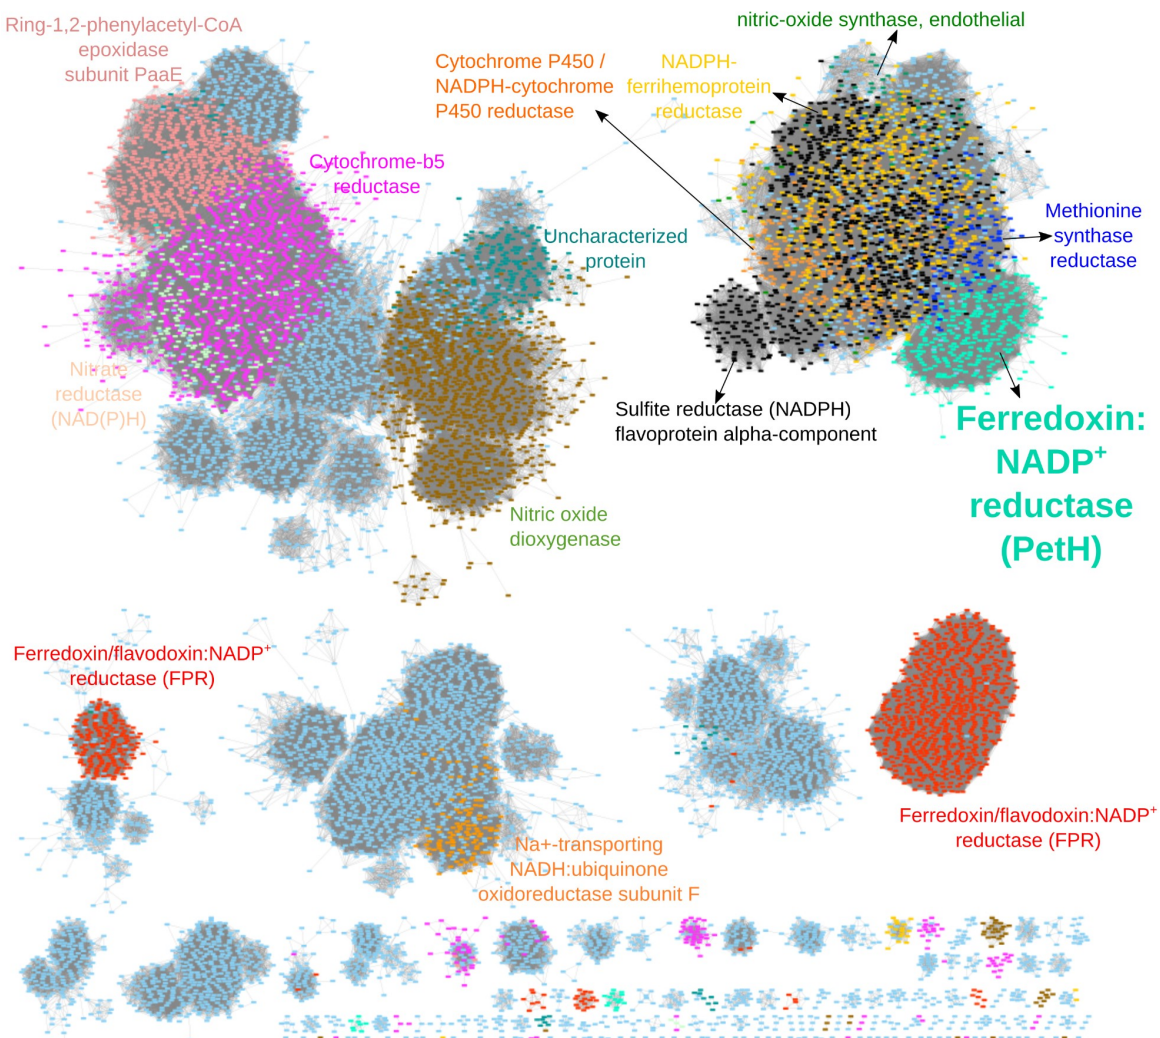 Ring-1,2-phenylacetyl-CoA
epoxidase
subunit PaaE
nitric-oxide synthase, endothelial
Cytochrome P450 /
NADPH-cytochrome
P450 reductase
NADPH-
ferrihemoprotein
reductase
Cytochrome-b5
reductase
Uncharacterized
protein
Methionine
synthase
reductase
Nitrate
reductase
(NAD(P)H)
Sulfite reductase (NADPH)
flavoprotein alpha-component
Ferredoxin:
NADP⁺
reductase
(PetH)
Nitric oxide
dioxygenase
Ferredoxin/flavodoxin:NADP⁺
reductase (FPR)
Na+-transporting
NADH:ubiquinone
oxidoreductase subunit F
Ferredoxin/flavodoxin:NADP⁺
reductase (FPR)